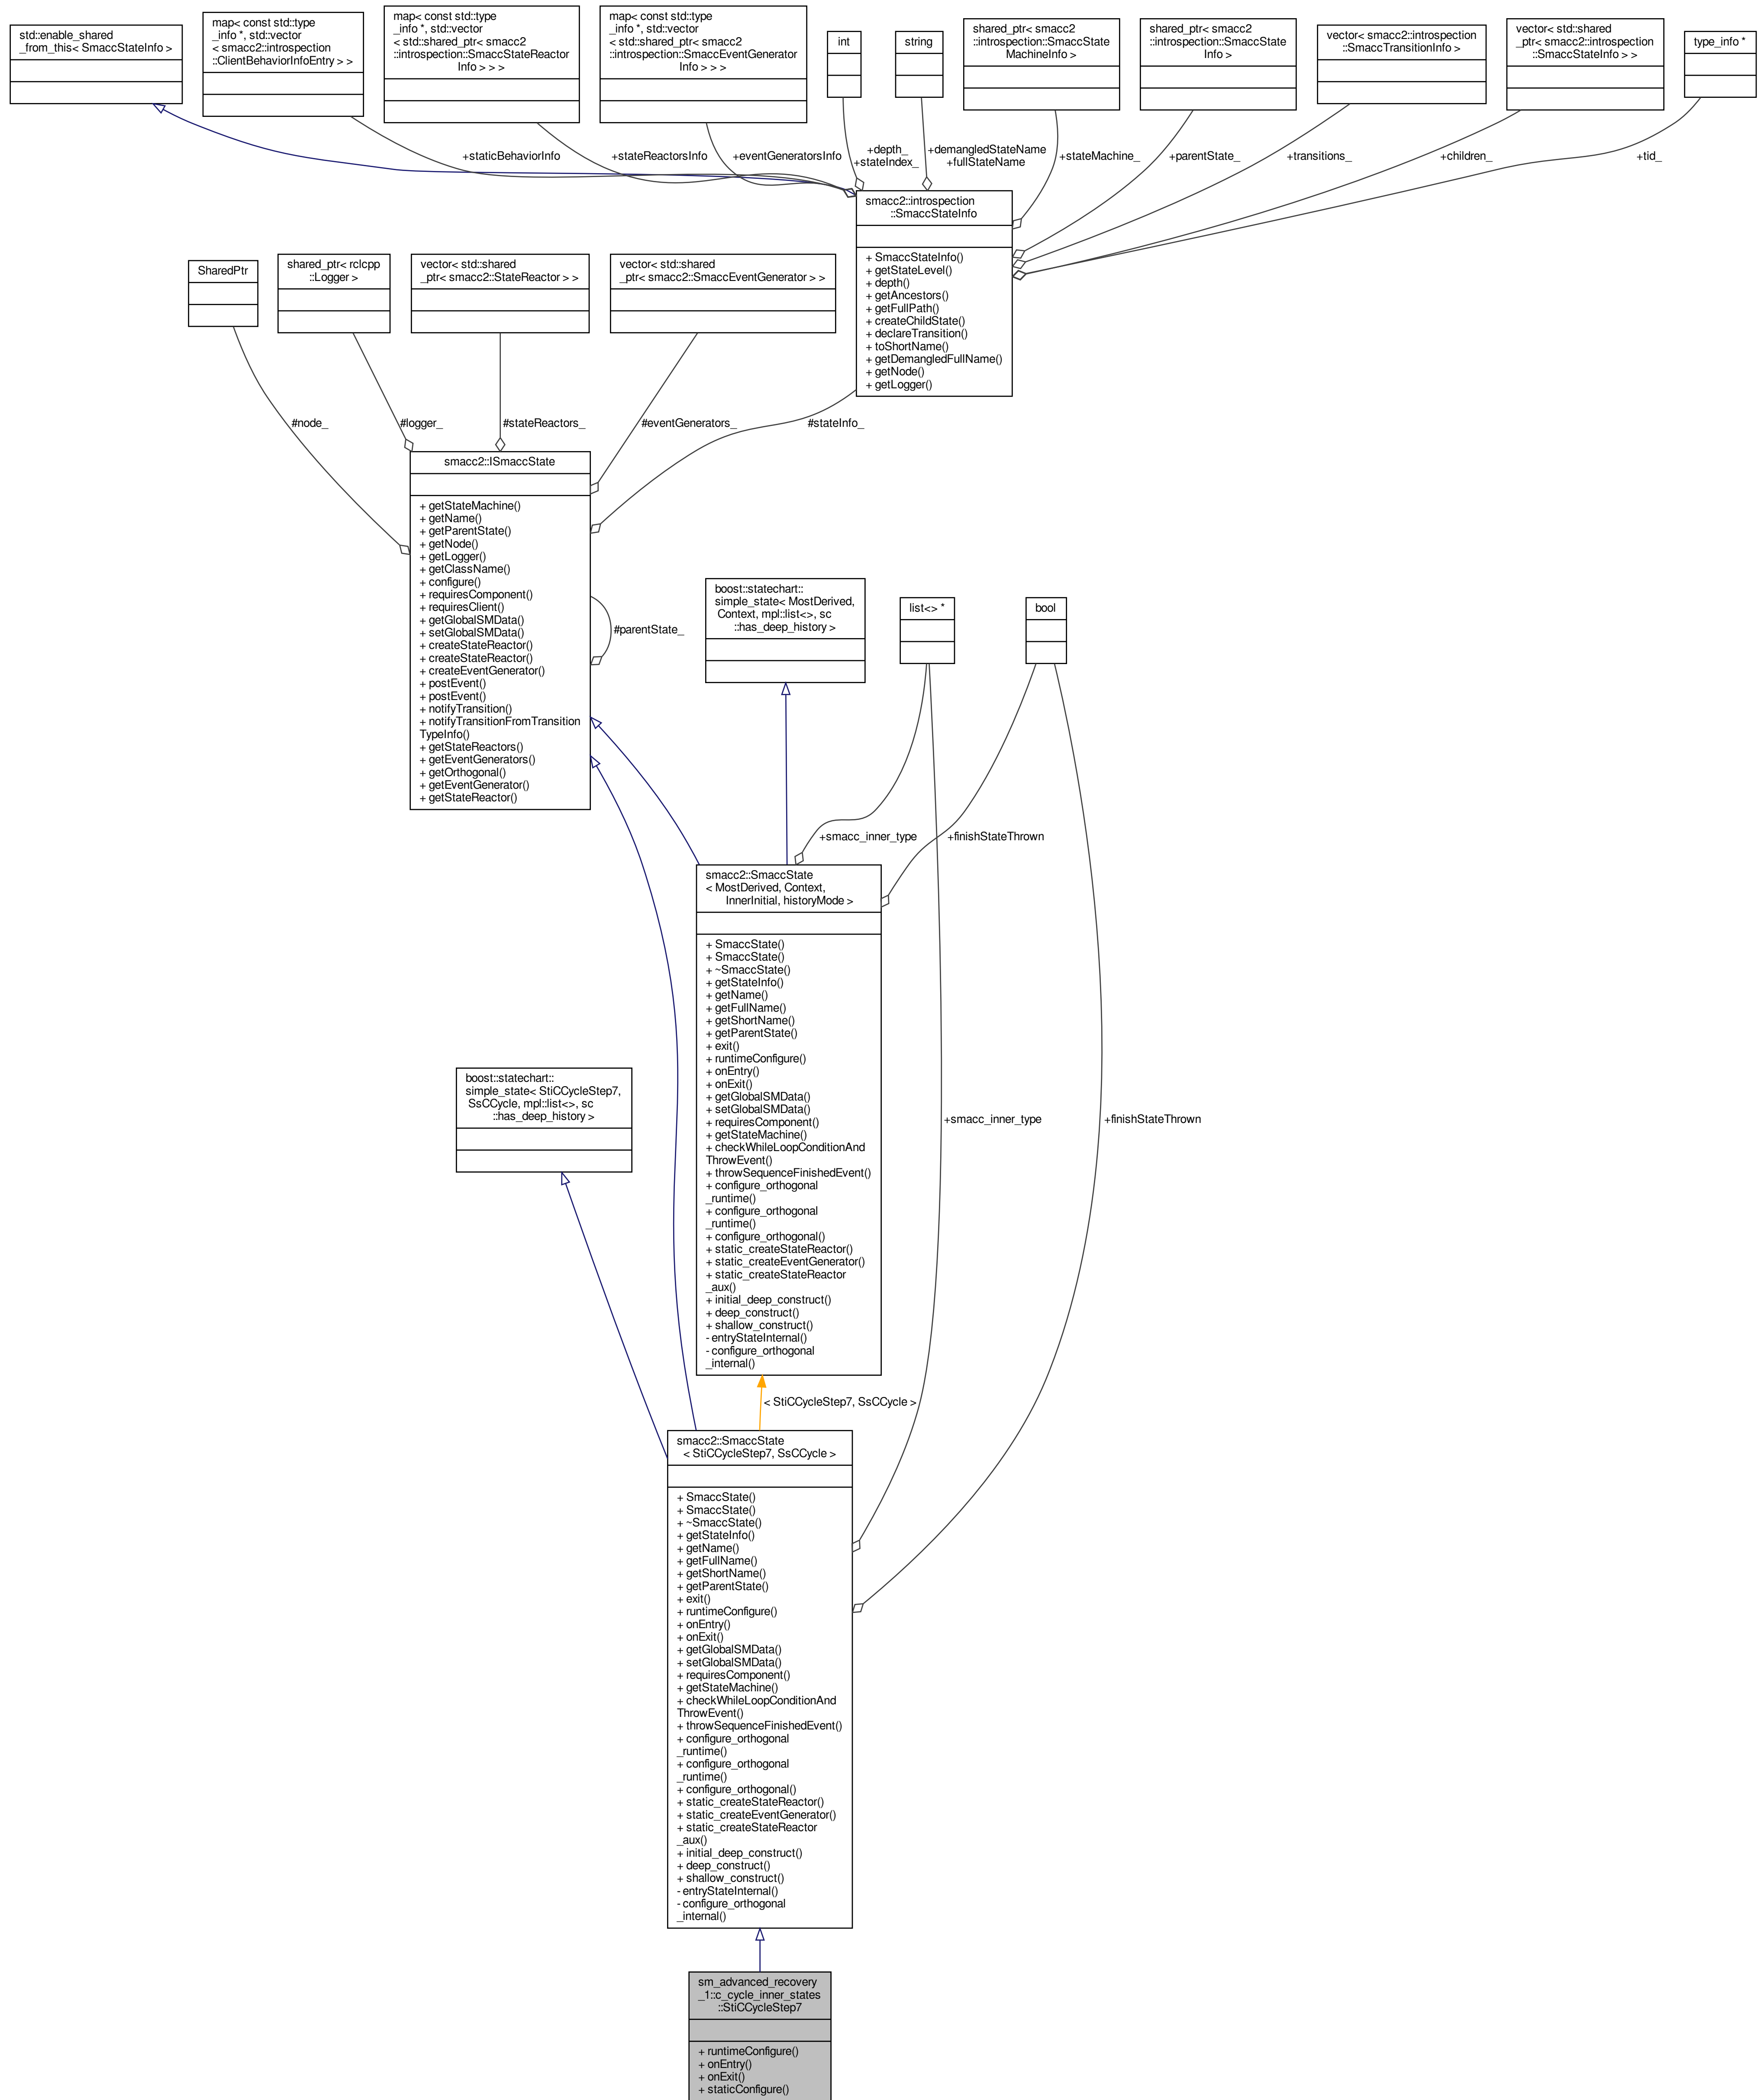 std::enable_shared
_from_this< SmaccStateInfo >
map< const std::type
_info *, std::vector
< smacc2::introspection
::ClientBehaviorInfoEntry > >
map< const std::type
_info *, std::vector
< std::shared_ptr< smacc2
::introspection::SmaccStateReactor
Info > > >
map< const std::type
_info *, std::vector
< std::shared_ptr< smacc2
::introspection::SmaccEventGenerator
Info > > >
int
string
shared_ptr< smacc2
::introspection::SmaccState
MachineInfo >
shared_ptr< smacc2
::introspection::SmaccState
Info >
vector< smacc2::introspection
::SmaccTransitionInfo >
vector< std::shared
_ptr< smacc2::introspection
::SmaccStateInfo > >
type_info *
+staticBehaviorInfo
+stateReactorsInfo
+eventGeneratorsInfo
+depth_
+stateIndex_
+demangledStateName
+fullStateName
+stateMachine_
+parentState_
+transitions_
+children_
+tid_
smacc2::introspection
::SmaccStateInfo
+ SmaccStateInfo()
+ getStateLevel()
+ depth()
+ getAncestors()
+ getFullPath()
+ createChildState()
+ declareTransition()
+ toShortName()
+ getDemangledFullName()
+ getNode()
+ getLogger()
SharedPtr
shared_ptr< rclcpp
::Logger >
vector< std::shared
_ptr< smacc2::StateReactor > >
vector< std::shared
_ptr< smacc2::SmaccEventGenerator > >
#node_
#logger_
#stateReactors_
#eventGenerators_
#stateInfo_
smacc2::ISmaccState
+ getStateMachine()
+ getName()
+ getParentState()
+ getNode()
+ getLogger()
+ getClassName()
+ configure()
+ requiresComponent()
+ requiresClient()
+ getGlobalSMData()
+ setGlobalSMData()
+ createStateReactor()
+ createStateReactor()
+ createEventGenerator()
+ postEvent()
+ postEvent()
+ notifyTransition()
+ notifyTransitionFromTransition
TypeInfo()
+ getStateReactors()
+ getEventGenerators()
+ getOrthogonal()
+ getEventGenerator()
+ getStateReactor()
#parentState_
boost::statechart::
simple_state< MostDerived,
Context, mpl::list<>, sc
::has_deep_history >
list<> *
bool
+smacc_inner_type
+finishStateThrown
smacc2::SmaccState
< MostDerived, Context,
InnerInitial, historyMode >
+ SmaccState()
+ SmaccState()
+ ~SmaccState()
+ getStateInfo()
+ getName()
+ getFullName()
+ getShortName()
+ getParentState()
+ exit()
+ runtimeConfigure()
+ onEntry()
+ onExit()
+ getGlobalSMData()
+ setGlobalSMData()
+ requiresComponent()
+ getStateMachine()
+ checkWhileLoopConditionAnd
ThrowEvent()
+ throwSequenceFinishedEvent()
+ configure_orthogonal
_runtime()
+ configure_orthogonal
_runtime()
+ configure_orthogonal()
+ static_createStateReactor()
+ static_createEventGenerator()
+ static_createStateReactor
_aux()
+ initial_deep_construct()
+ deep_construct()
+ shallow_construct()
- entryStateInternal()
- configure_orthogonal
_internal()
boost::statechart::
simple_state< StiCCycleStep7,
SsCCycle, mpl::list<>, sc
::has_deep_history >
+smacc_inner_type
+finishStateThrown
< StiCCycleStep7, SsCCycle >
smacc2::SmaccState
< StiCCycleStep7, SsCCycle >
+ SmaccState()
+ SmaccState()
+ ~SmaccState()
+ getStateInfo()
+ getName()
+ getFullName()
+ getShortName()
+ getParentState()
+ exit()
+ runtimeConfigure()
+ onEntry()
+ onExit()
+ getGlobalSMData()
+ setGlobalSMData()
+ requiresComponent()
+ getStateMachine()
+ checkWhileLoopConditionAnd
ThrowEvent()
+ throwSequenceFinishedEvent()
+ configure_orthogonal
_runtime()
+ configure_orthogonal
_runtime()
+ configure_orthogonal()
+ static_createStateReactor()
+ static_createEventGenerator()
+ static_createStateReactor
_aux()
+ initial_deep_construct()
+ deep_construct()
+ shallow_construct()
- entryStateInternal()
- configure_orthogonal
_internal()
sm_advanced_recovery
_1::c_cycle_inner_states
::StiCCycleStep7
+ runtimeConfigure()
+ onEntry()
+ onExit()
+ staticConfigure()